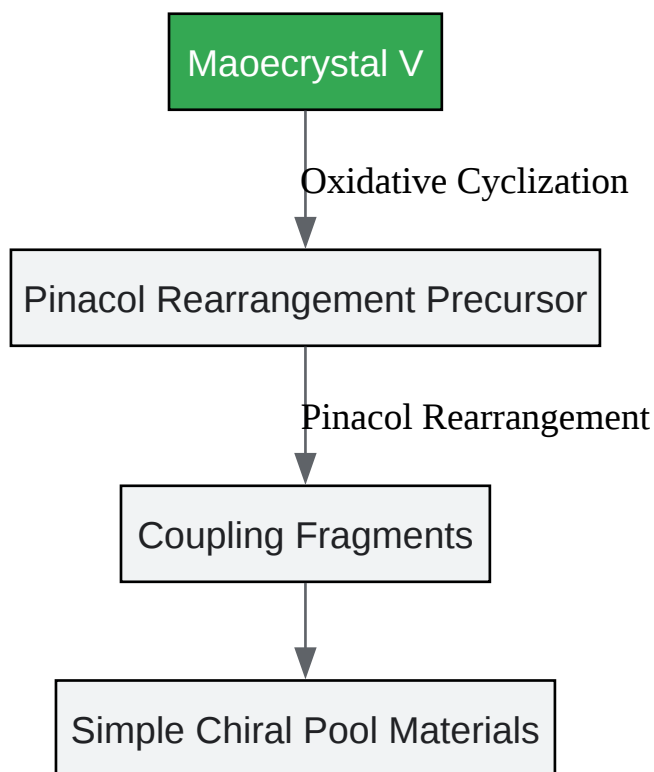 Maoecrystal V
Oxidative Cyclization
Pinacol Rearrangement Precursor
Pinacol Rearrangement
Coupling Fragments
Simple Chiral Pool Materials